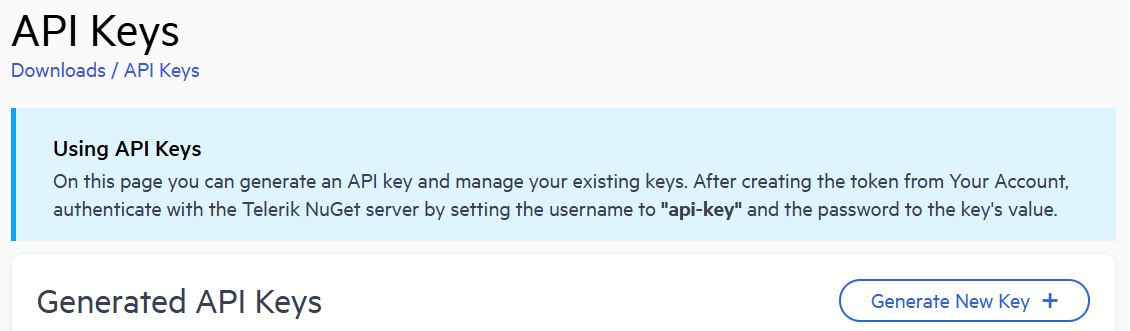 API Keys
Downloads / API Keys
Using API Keys
On this page you can generate an API key and manage your existing keys. After creating the token from Your Account,
authenticate with the Telerik NuGet server by setting the username to "api-key" and the password to the key's value.
Generated API Keys
Generate New Key +